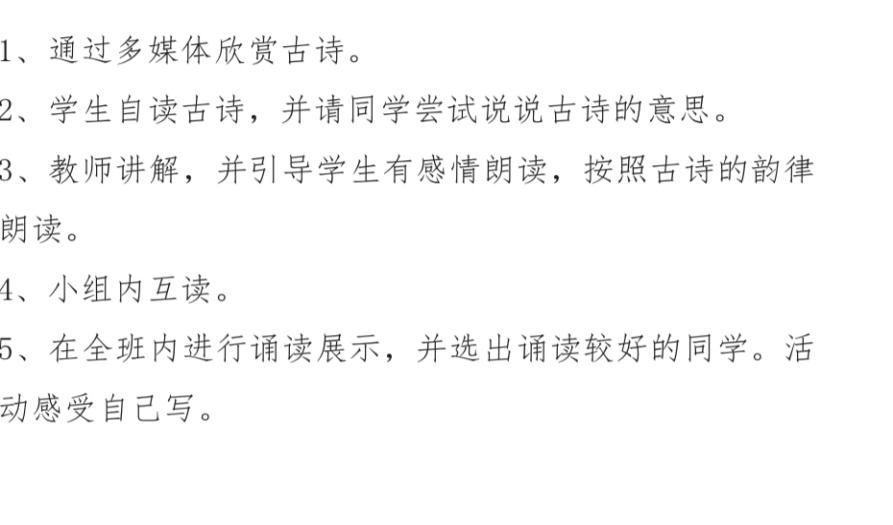 1、通过多媒体欣赏古诗。
2、学生自读古诗，并请同学尝试说说古诗的意思。
3、教师讲解，并引导学生有感情朗读，按照古诗的韵律
朗读。
4、小组内互读。
5、在全班内进行诵读展示，并选出诵读较好的同学。活
动感受自己写。